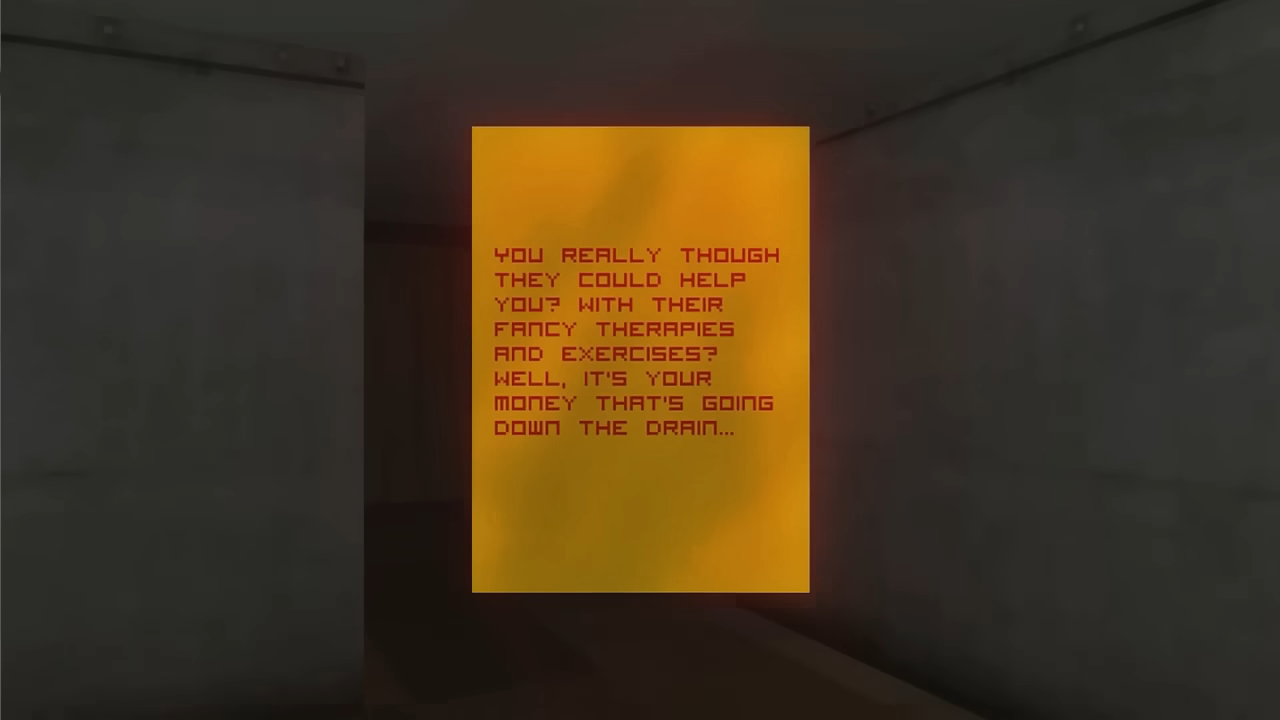 YOU REALLY THOUGH
THEY COULD HELP
YOU? WITH THEIR
FANCY THERAPIES
AND EXERCISES?
WELL, IT'S YOUR
MONEY THAT'S GOING
DOWN THE DRAIN...